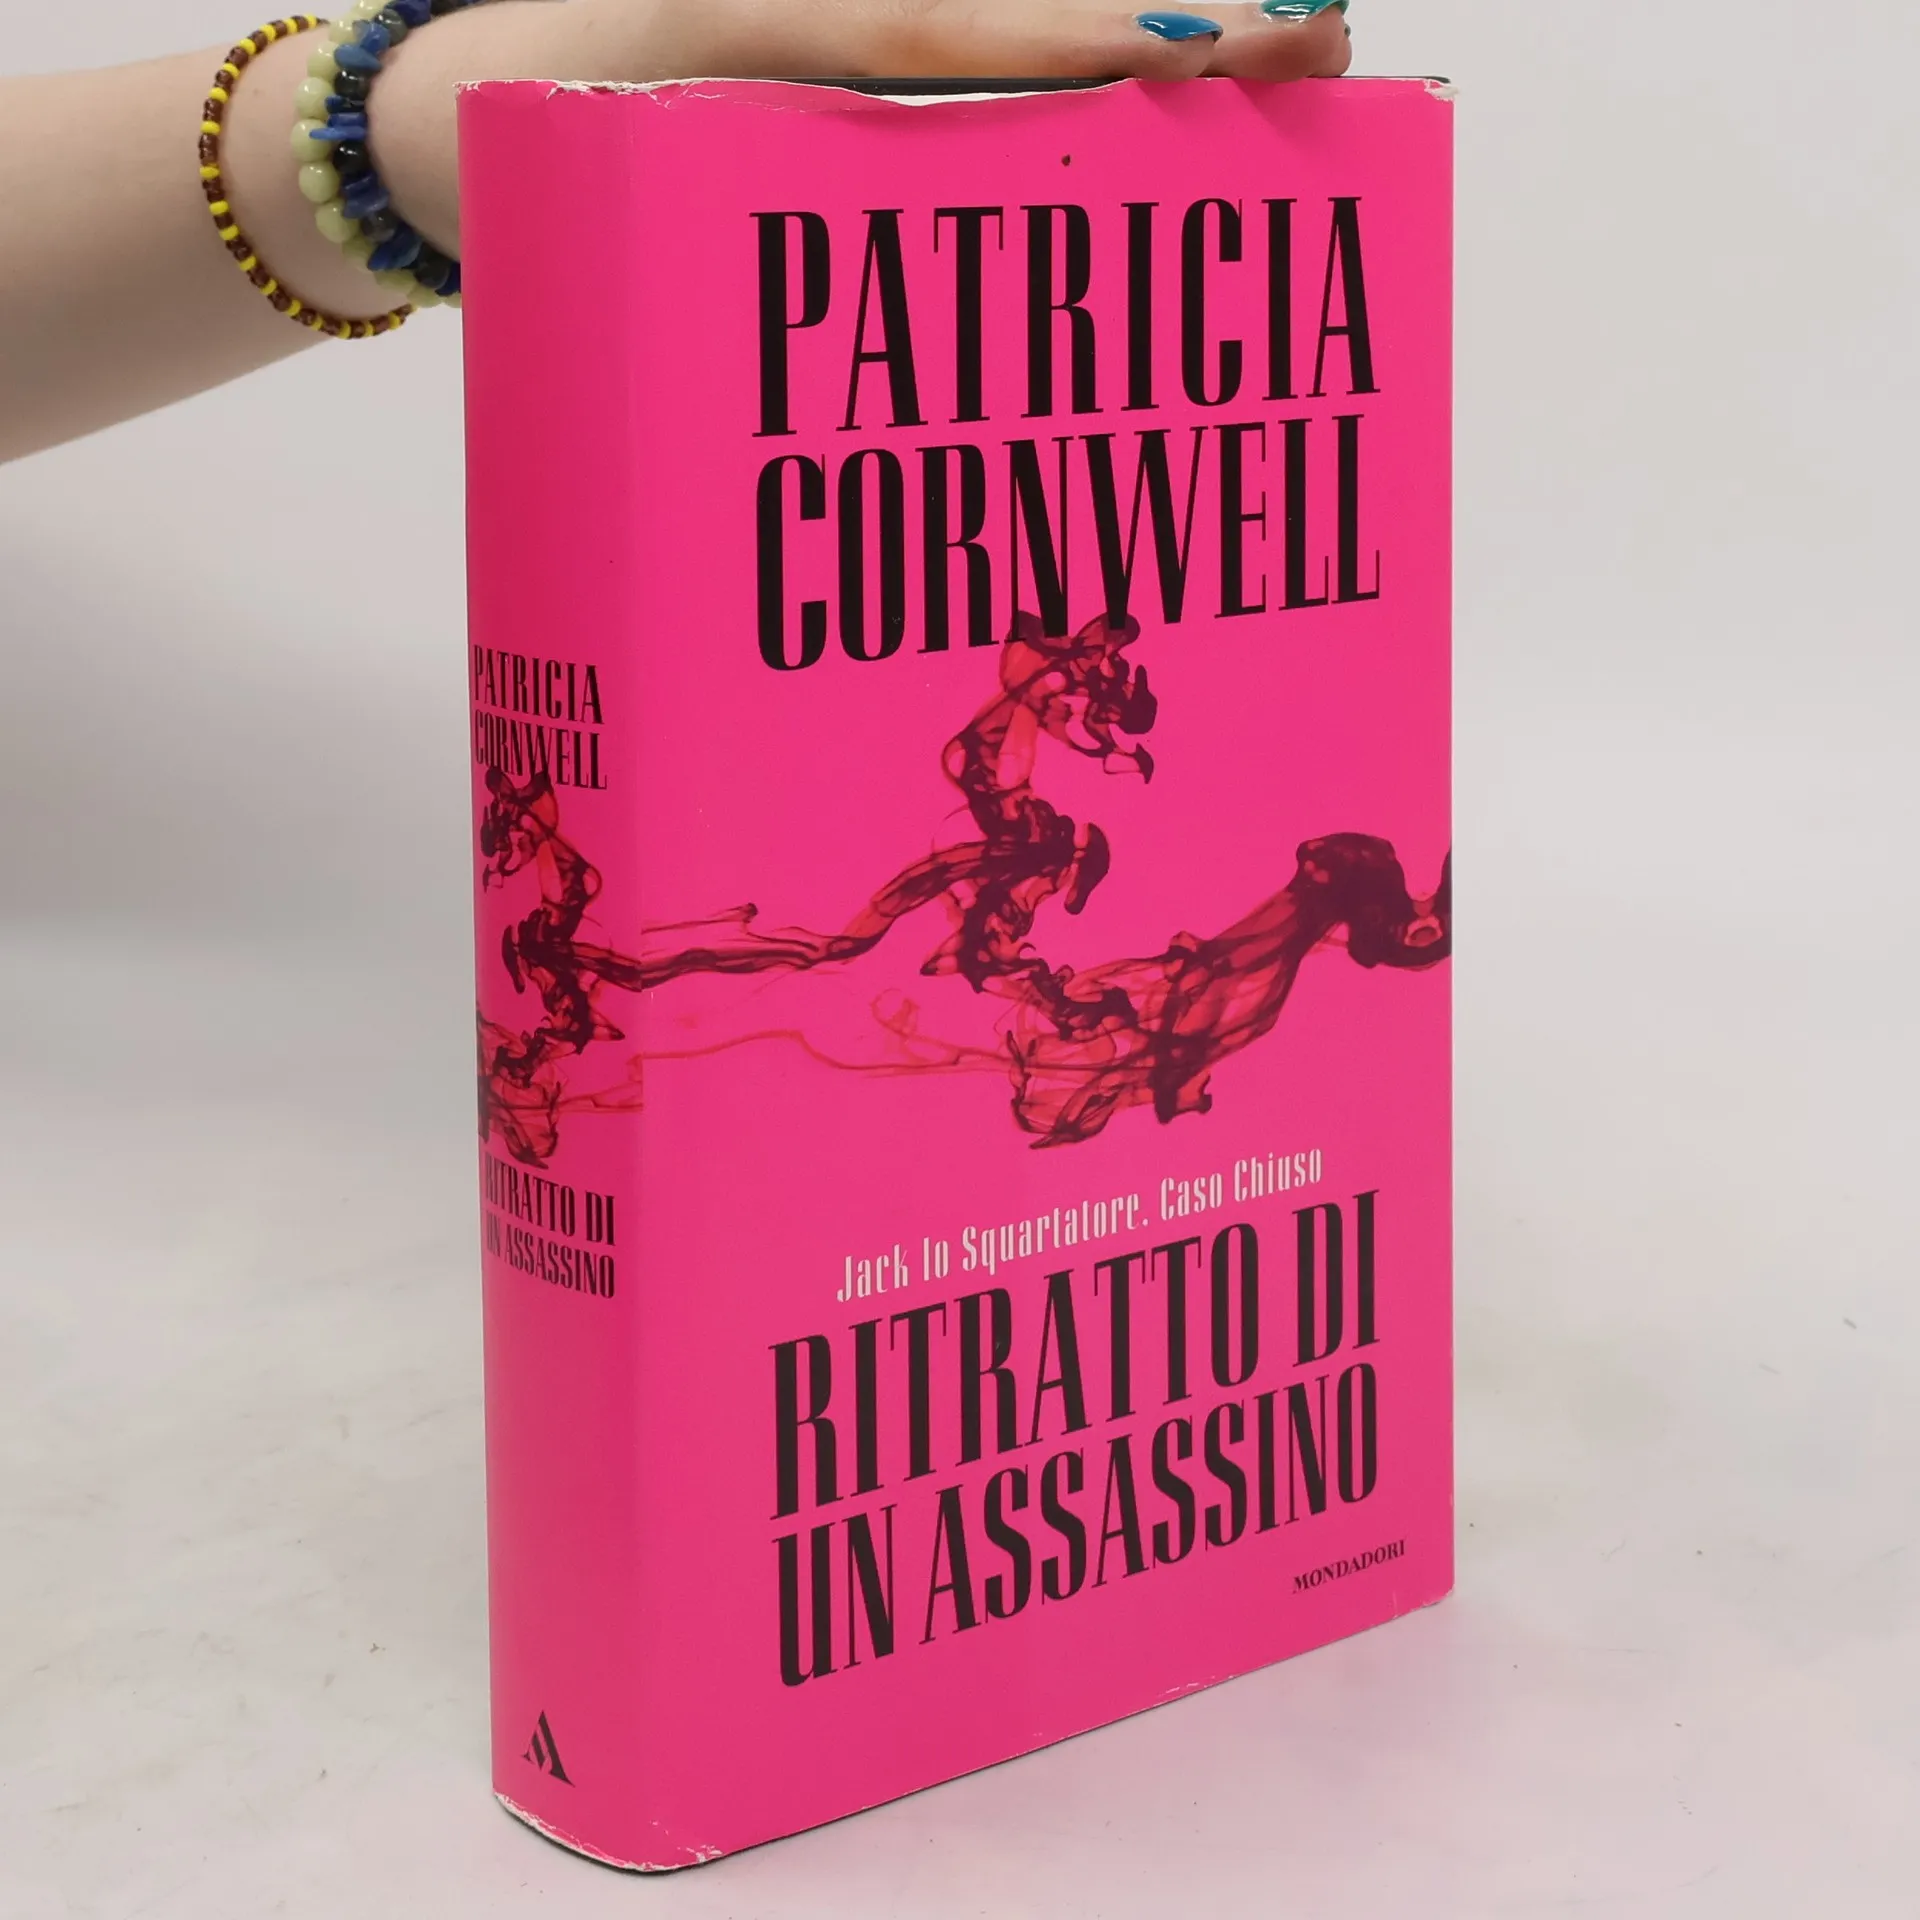 PATRICIA
CORNWELL
Jack lo Squartatore. Caso Chiuso
RITRATTO DI
UN ASSASSINO
MONDADORI
PATRICIA
CORNWELL
RITRATTO DI
UN ASSASSINO